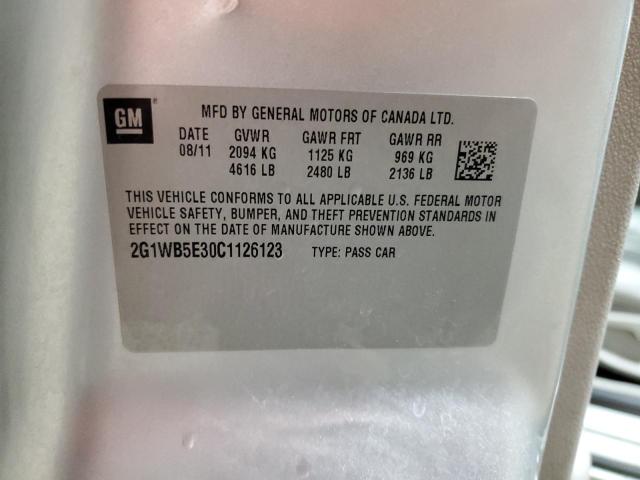 GM
MFD BY GENERAL MOTORS OF CANADA LTD.
DATE GVWR GAWR FRT GAWR RR
08/11 2094 KG 1125 KG 969 KG
4616 LB 2480 LB 2136 LB
THIS VEHICLE CONFORMS TO ALL APPLICABLE U.S. FEDERAL MOTOR
VEHICLE SAFETY, BUMPER, AND THEFT PREVENTION STANDARDS IN
EFFECT ON THE DATE OF MANUFACTURE SHOWN ABOVE.
2G1WB5E30C1126123 TYPE: PASS CAR